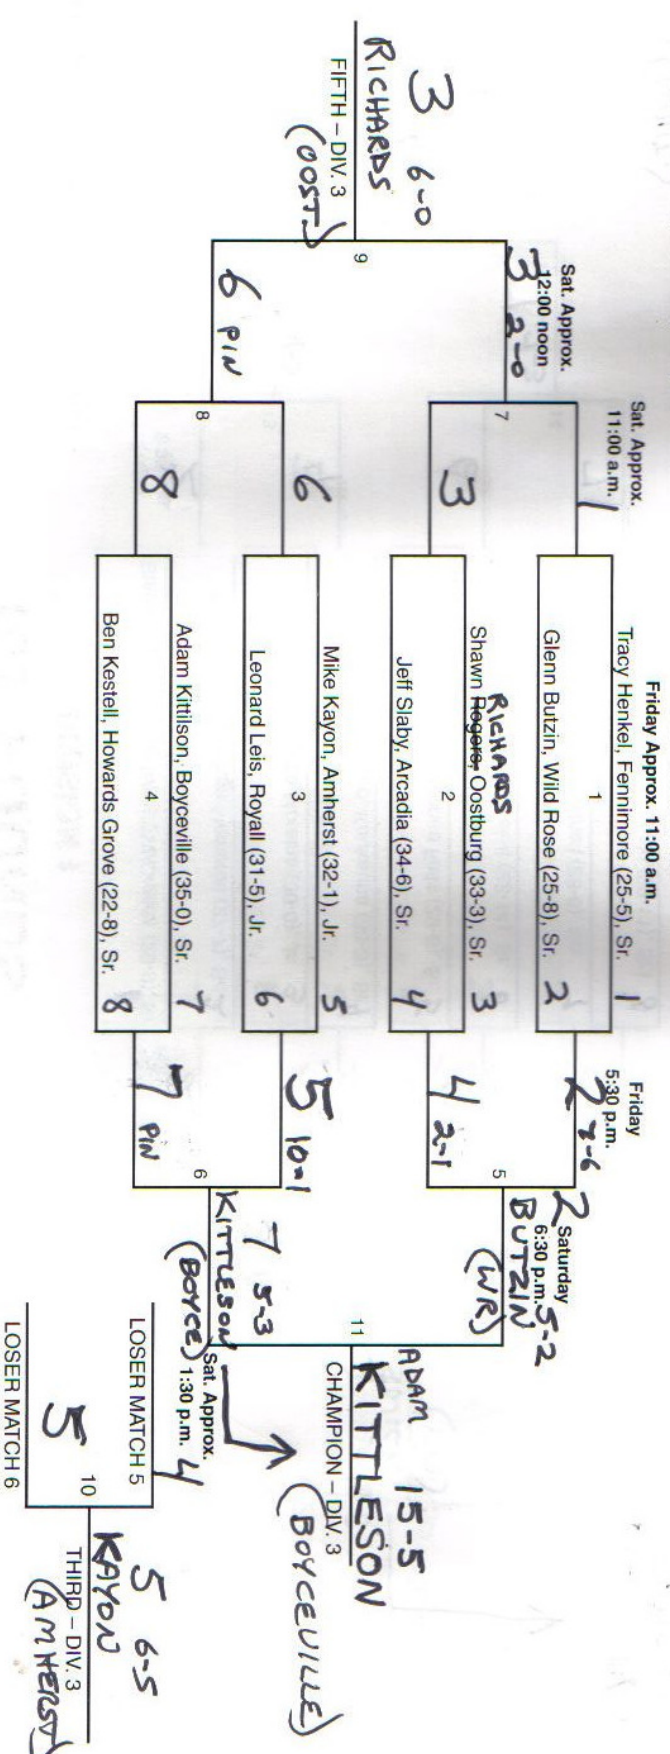 Friday Approx. 11:00 a.m.
Tracy Henkel, Fennimore (25-5), Sr. 1
1
Glenn Butzin, Wild Rose (25-8), Sr. 2
RICHARDS
Shawn Rogers, Oostburg (33-3), Sr. 3
2
Jeff Slaby, Arcadia (34-6), Sr. 4
Mike Kayon, Amherst (32-1), Jr. 5
3
Leonard Leis, Royall (31-5), Jr. 6
Adam Kittilson, Boyceville (35-0), Sr. 7
4
Ben Kestell, Howards Grove (22-8), Sr. 8
Sat. Approx.
11:00 a.m.
1
3
6
8
Sat. Approx.
12:00 noon
3 2-0
7
6 PIN
8
3 6-0
RICHARDS
9
FIFTH – DIV. 3
(OOST.)
Friday
5:30 p.m.
2
4 2-1
5
5 10-1
7 PIN
6
Saturday
6:30 p.m.
2 5-2
BUTZIN
(WR)
7 5-3
KITTLESON
(BOYCE)
11
ADAM 15-5
KITTLESON
CHAMPION – DIV. 3
(BOYCEVILLE)
Sat. Approx.
1:30 p.m.
LOSER MATCH 5
4
5
LOSER MATCH 6
10
5 6-5
KAYON
THIRD – DIV. 3
(AMHERST)